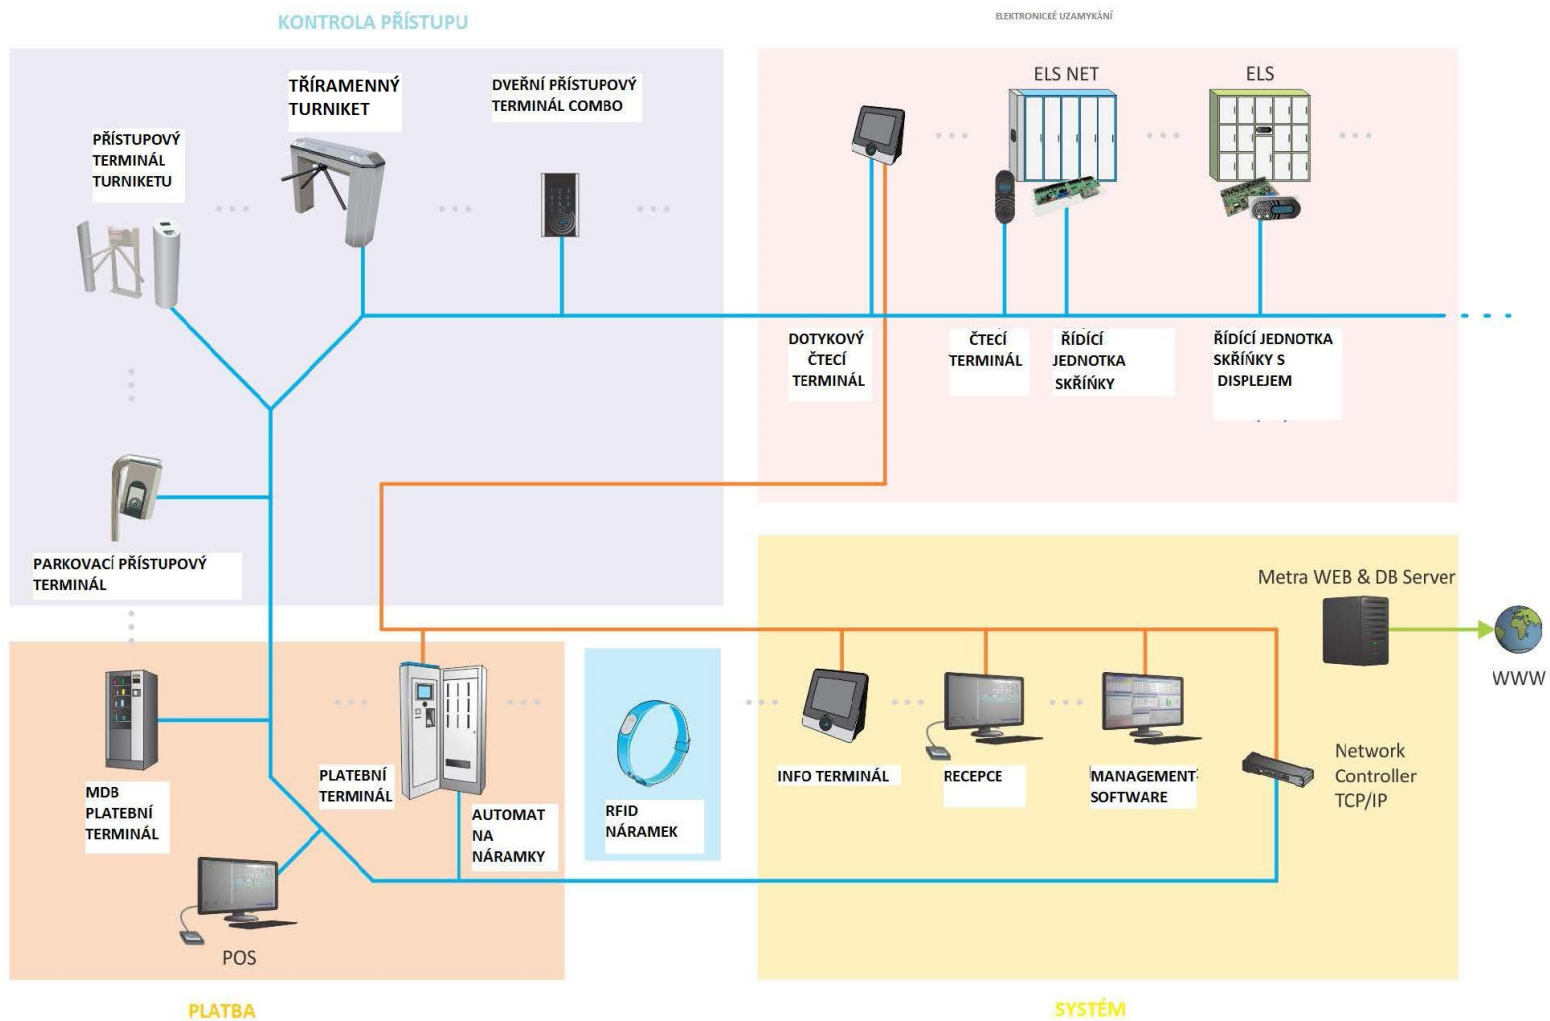 KONTROLA PŘÍSTUPU
ELEKTRONICKÉ UZAMYKÁNÍ
PŘÍSTUPOVÝ
TERMINÁL
TURNIKETU
TŘÍRAMENNÝ
TURNIKET
DVEŘNÍ PŘÍSTUPOVÝ
TERMINÁL COMBO
ELS NET
ELS
DOTYKOVÝ
ČTECÍ
TERMINÁL
ČTECÍ
TERMINÁL
ŘÍDÍCÍ
JEDNOTKA
SKŘÍŃKY
ŘÍDÍCÍ JEDNOTKA
SKŘÍŃKY S
DISPLEJEM
PARKOVACÍ PŘÍSTUPOVÝ
TERMINÁL
Metra WEB & DB Server
WWW
MDB
PLATEBNÍ
TERMINÁL
PLATEBNÍ
TERMINÁL
AUTOMAT
NA
NÁRAMKY
RFID
NÁRAMEK
INFO TERMINÁL
RECEPCE
MANAGEMENT-
SOFTWARE
Network
Controller
TCP/IP
POS
PLATBA
SYSTÉM